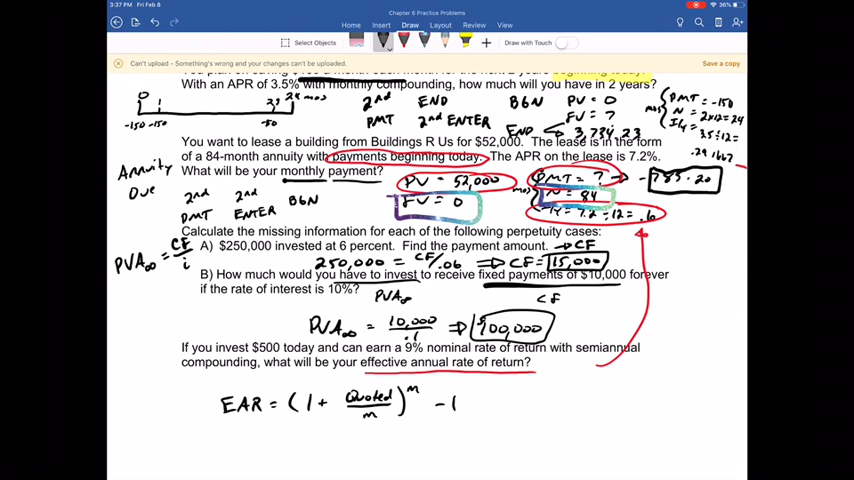 3:37 PM Fri Feb 6
Chapter 6 Practice Problems
Home Insert Draw Layout Review View
Select Objects
Draw with Touch
Can't upload – Something's wrong and your changes can't be uploaded.
Save a copy
With an APR of 3.5% with monthly compounding, how much will you have in 2 years?
0 1 23 24 mos
-150 -150 -50
2nd END BGN PV = 0
PMT 2nd ENTER FV = ?
END 3,734.23
mos PMT = -150
N = 2x12 = 24
3.5÷12 =
.291667
You want to lease a building from Buildings R Us for $52,000. The lease is in the form
of a 84-month annuity with payments beginning today. The APR on the lease is 7.2%.
What will be your monthly payment?
Annuity
Due
2nd 2nd BGN
PMT ENTER
PV = 52,000
FV = 0
PMT = ? → - 785.20
mos N = 84
= 7.2 ÷ 12 = .6
Calculate the missing information for each of the following perpetuity cases:
A) $250,000 invested at 6 percent. Find the payment amount. → CF
PVA∞ = CF/i
250,000 = CF/.06 ⇒ CF = 15,000
B) How much would you have to invest to receive fixed payments of $10,000 forever
if the rate of interest is 10%?
PVA∞ CF
PVA∞ = 10,000/.1 ⇒ 100,000
If you invest $500 today and can earn a 9% nominal rate of return with semiannual
compounding, what will be your effective annual rate of return?
EAR = (1 + Quoted/m)^m - 1